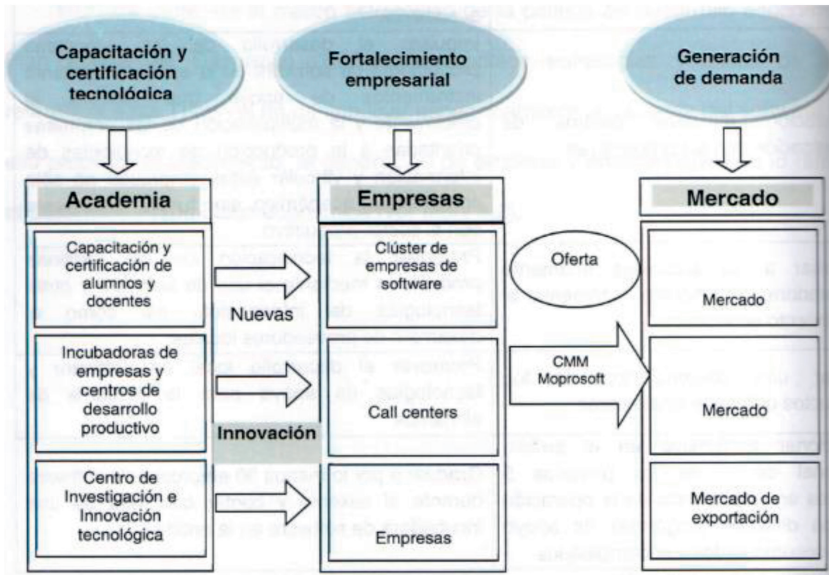 Capacitación y
certificación
tecnológica
Fortalecimiento
empresarial
Generación
de demanda
Academia
Empresas
Mercado
Capacitación y
certificación de
alumnos y
docentes
Nuevas
Clúster de
empresas de
software
Oferta
Mercado
Incubadoras de
empresas y
centros de
desarrollo
productivo
Innovación
Call centers
CMM
Moprosoft
Mercado
Centro de
Investigación e
Innovación
tecnológica
Empresas
Mercado de
exportación